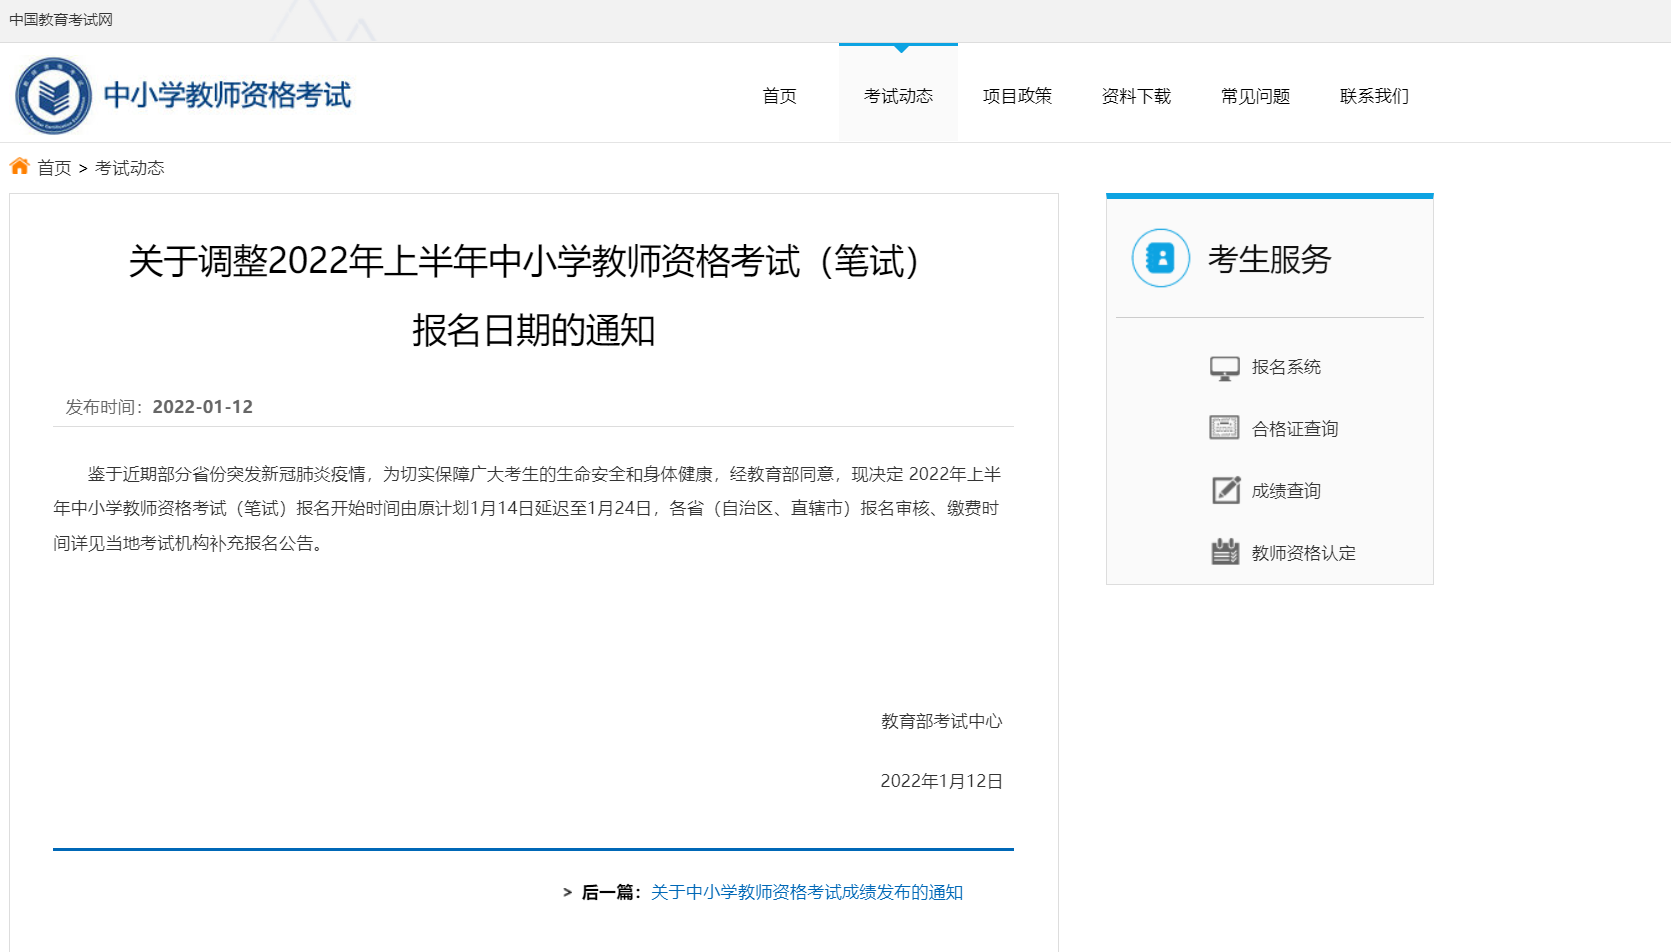 中国教育考试网
中小学教师资格考试
首页 考试动态 项目政策 资料下载 常见问题 联系我们
首页 > 考试动态
关于调整2022年上半年中小学教师资格考试（笔试）
报名日期的通知
发布时间：2022-01-12
鉴于近期部分省份突发新冠肺炎疫情，为切实保障广大考生的生命安全和身体健康，经教育部同意，现决定 2022年上半
年中小学教师资格考试（笔试）报名开始时间由原计划1月14日延迟至1月24日，各省（自治区、直辖市）报名审核、缴费时
间详见当地考试机构补充报名公告。
教育部考试中心
2022年1月12日
> 后一篇：关于中小学教师资格考试成绩发布的通知
考生服务
报名系统
合格证查询
成绩查询
教师资格认定